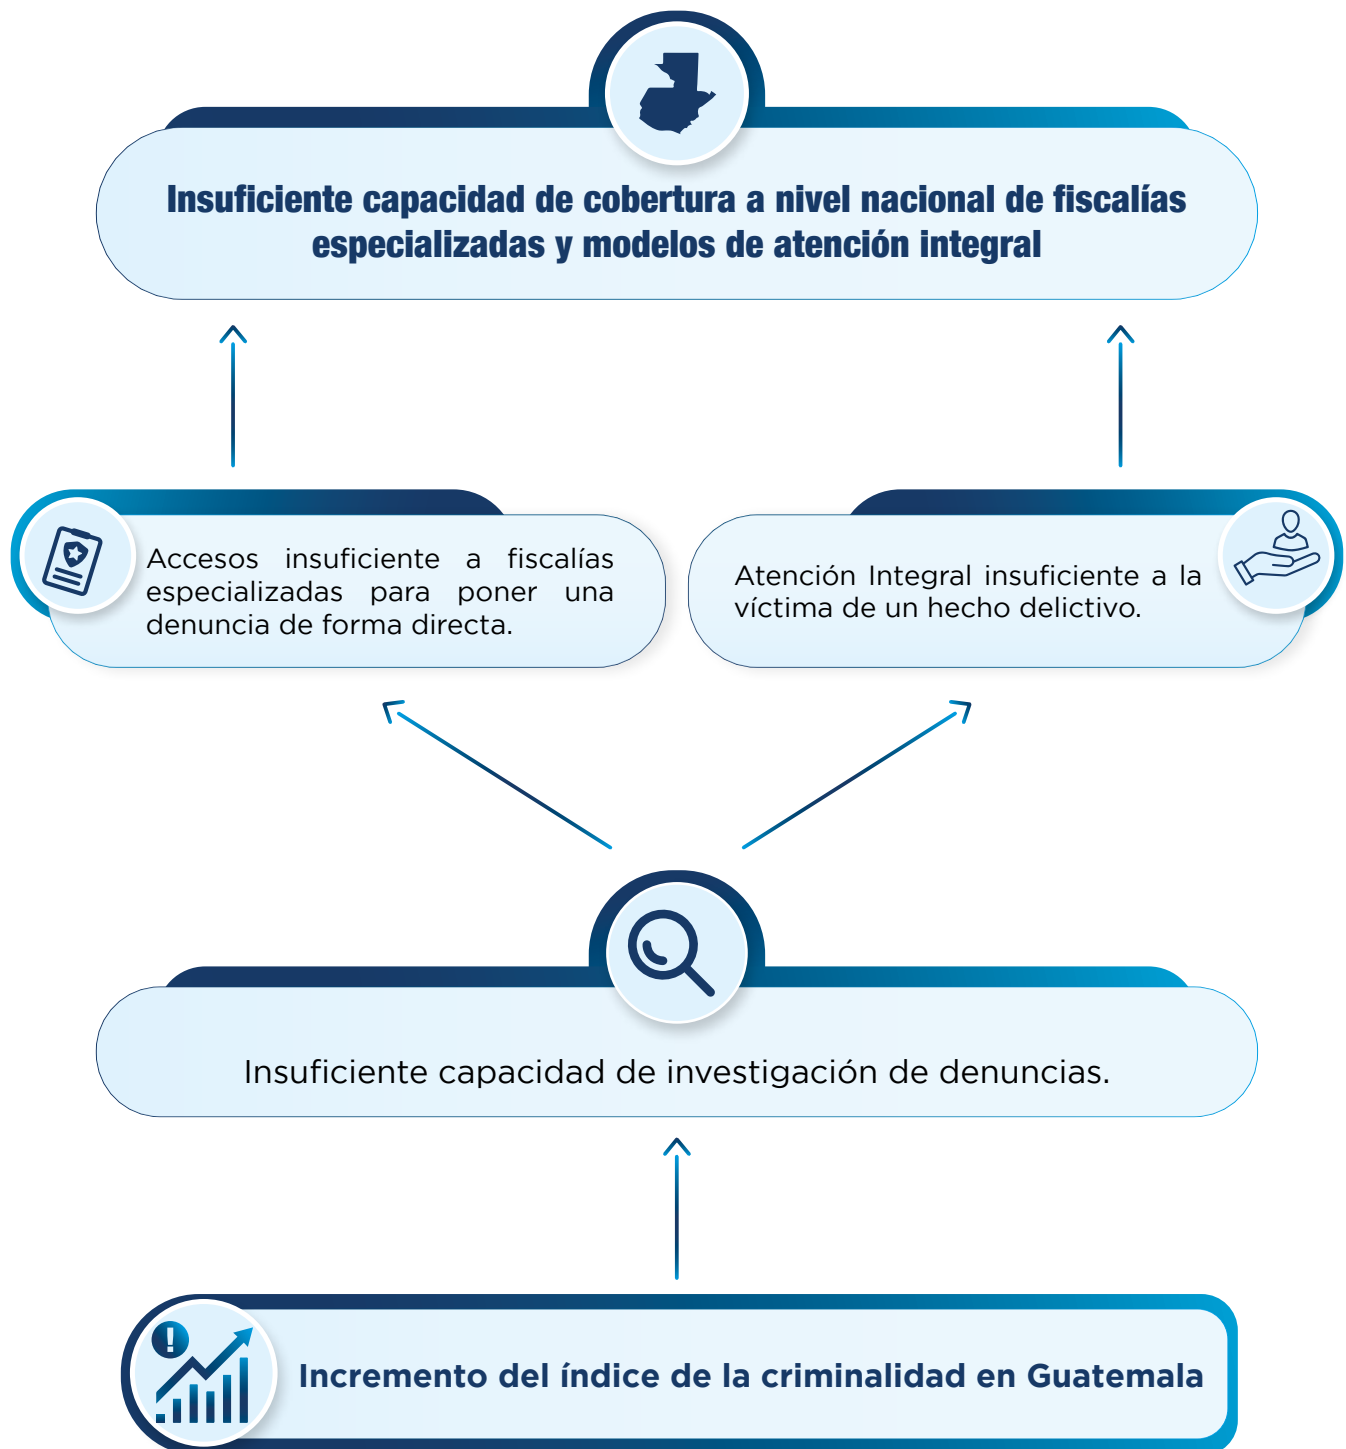 Insuficiente capacidad de cobertura a nivel nacional de fiscalías
especializadas y modelos de atención integral
Accesos insuficiente a fiscalías
especializadas para poner una
denuncia de forma directa.
Atención Integral insuficiente a la
víctima de un hecho delictivo.
Insuficiente capacidad de investigación de denuncias.
!
Incremento del índice de la criminalidad en Guatemala